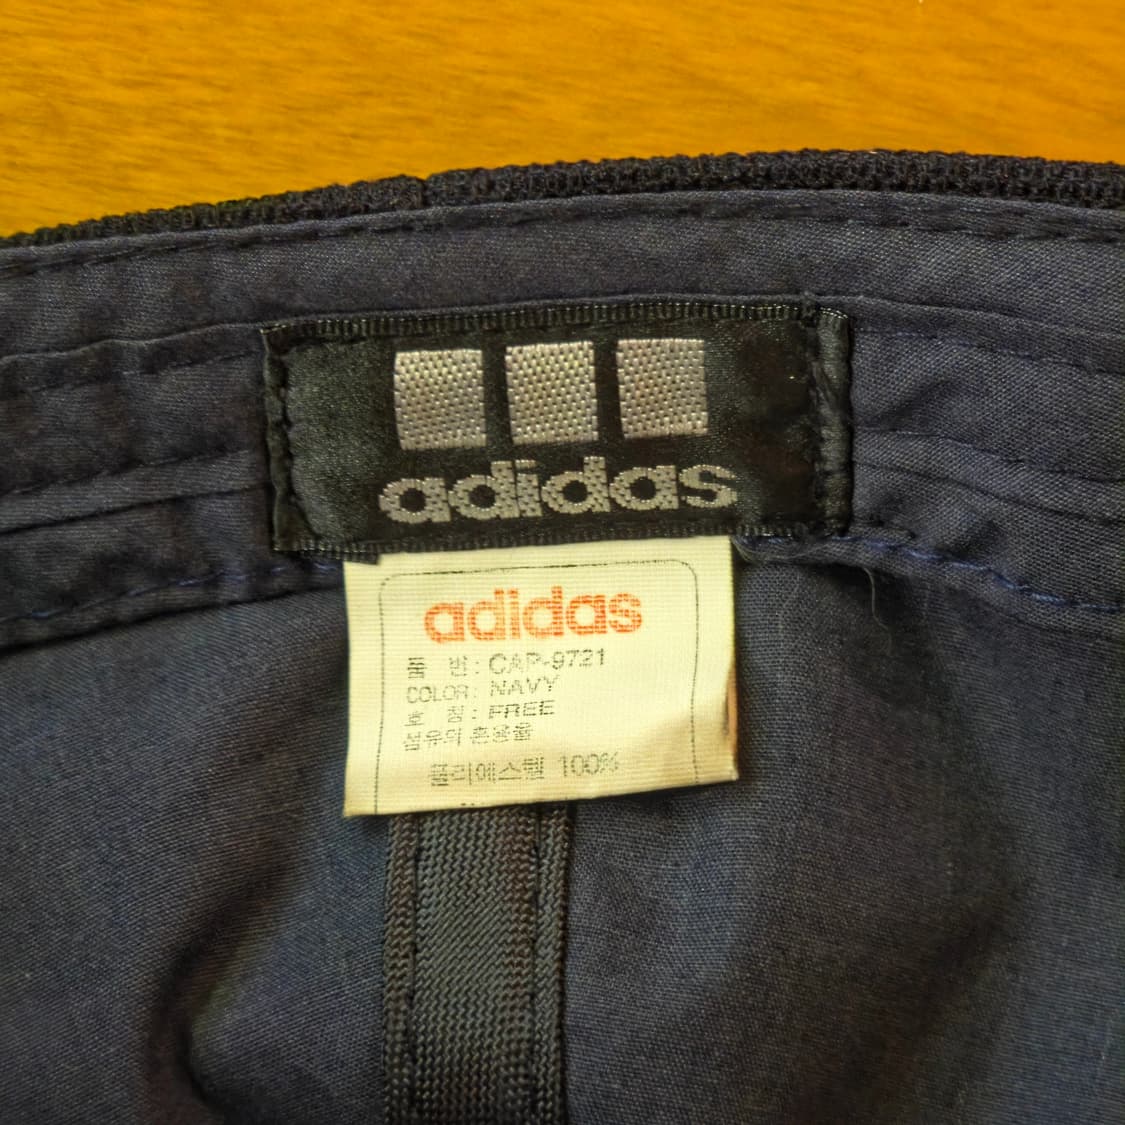 adidas
adidas
품 번: CAP-9721
COLOR: NAVY
호 칭: FREE
섬유의 혼용율
폴리에스텔 100%